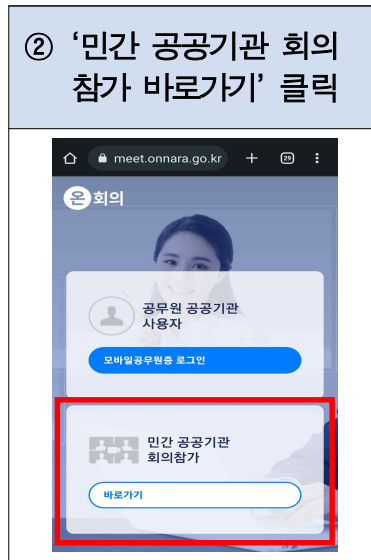 ② ‘민간 공공기관 회의
참가 바로가기’ 클릭
meet.onnara.go.kr
29
온회의
공무원 공공기관
사용자
모바일공무원증 로그인
민간 공공기관
회의참가
바로가기